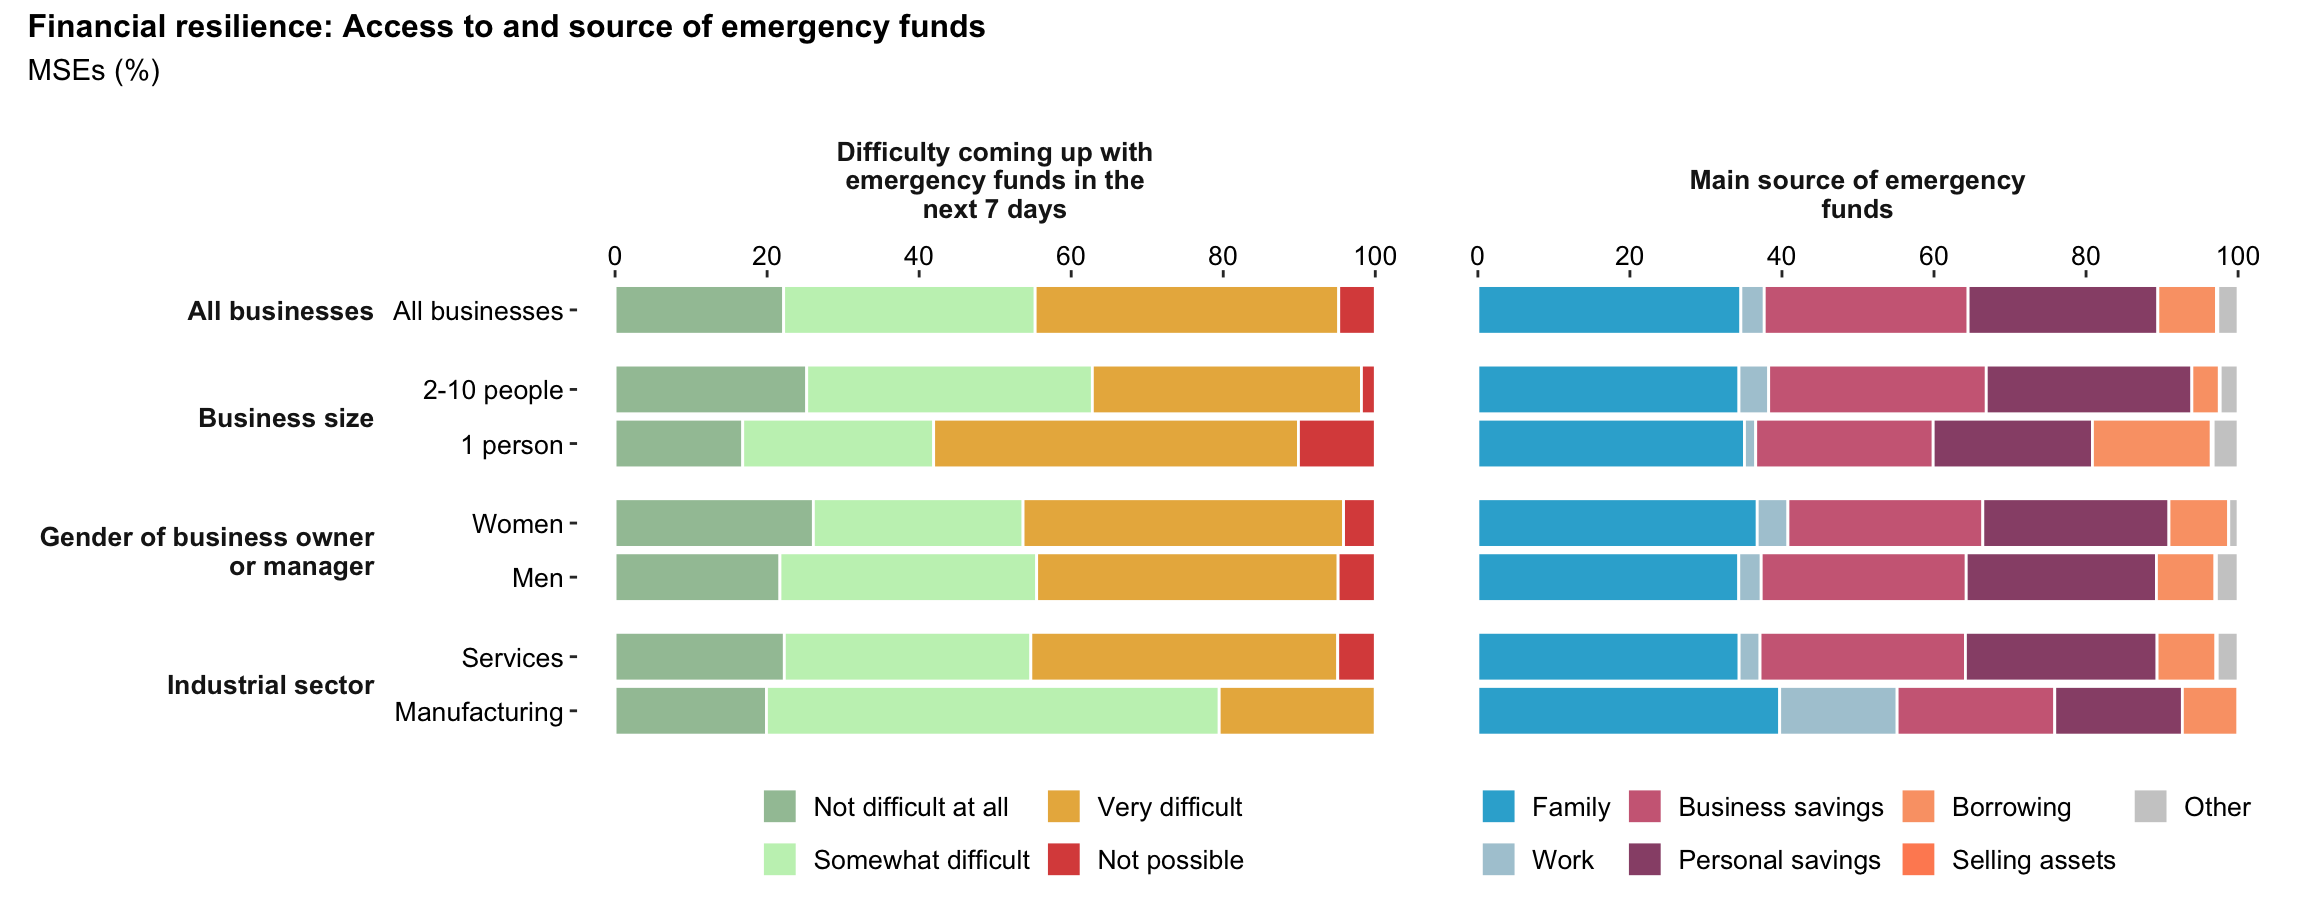 Financial resilience: Access to and source of emergency funds
MSEs (%)
Difficulty coming up with
emergency funds in the
next 7 days
Main source of emergency
funds
0 20 40 60 80 100
0 20 40 60 80 100
All businesses All businesses
Business size
2-10 people
1 person
Gender of business owner
or manager
Women
Men
Industrial sector
Services
Manufacturing
Not difficult at all
Somewhat difficult
Very difficult
Not possible
Family
Work
Business savings
Personal savings
Borrowing
Selling assets
Other